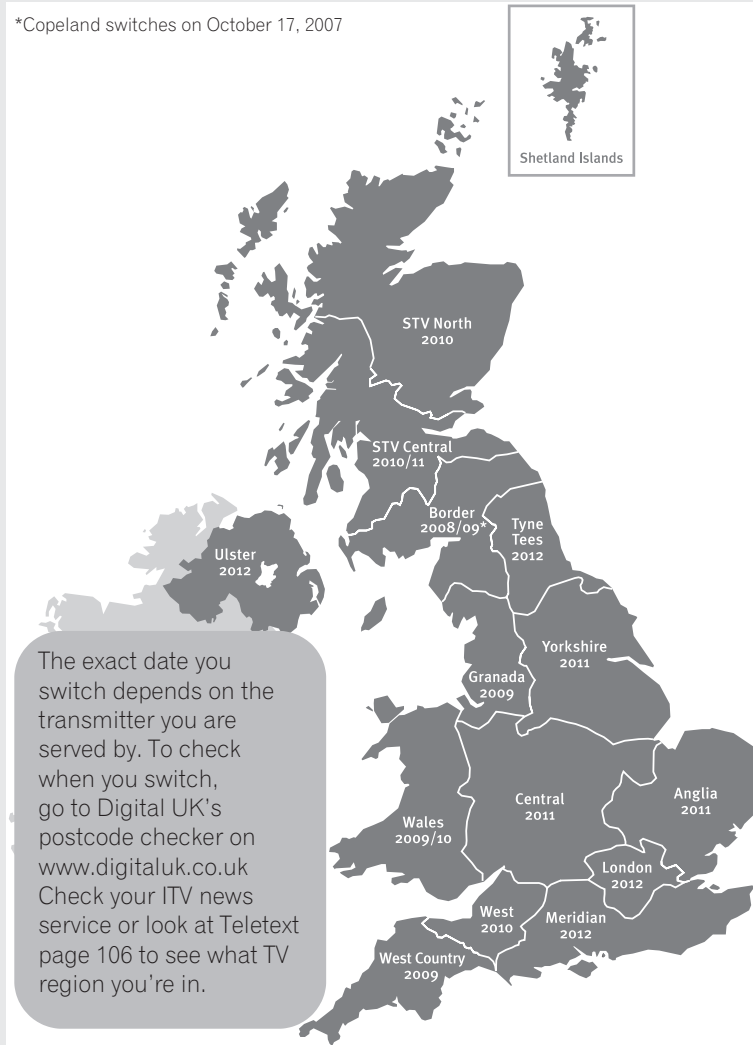 *Copeland switches on October 17, 2007
Shetland Islands
STV North
2010
STV Central
2010/11
Border
2008/09*
Tyne
Tees
2012
Ulster
2012
Yorkshire
2011
Granada
2009
Central
2011
Anglia
2011
Wales
2009/10
London
2012
West
2010
Meridian
2012
West Country
2009
The exact date you
switch depends on the
transmitter you are
served by. To check
when you switch,
go to Digital UK's
postcode checker on
www.digitaluk.co.uk
Check your ITV news
service or look at Teletext
page 106 to see what TV
region you're in.